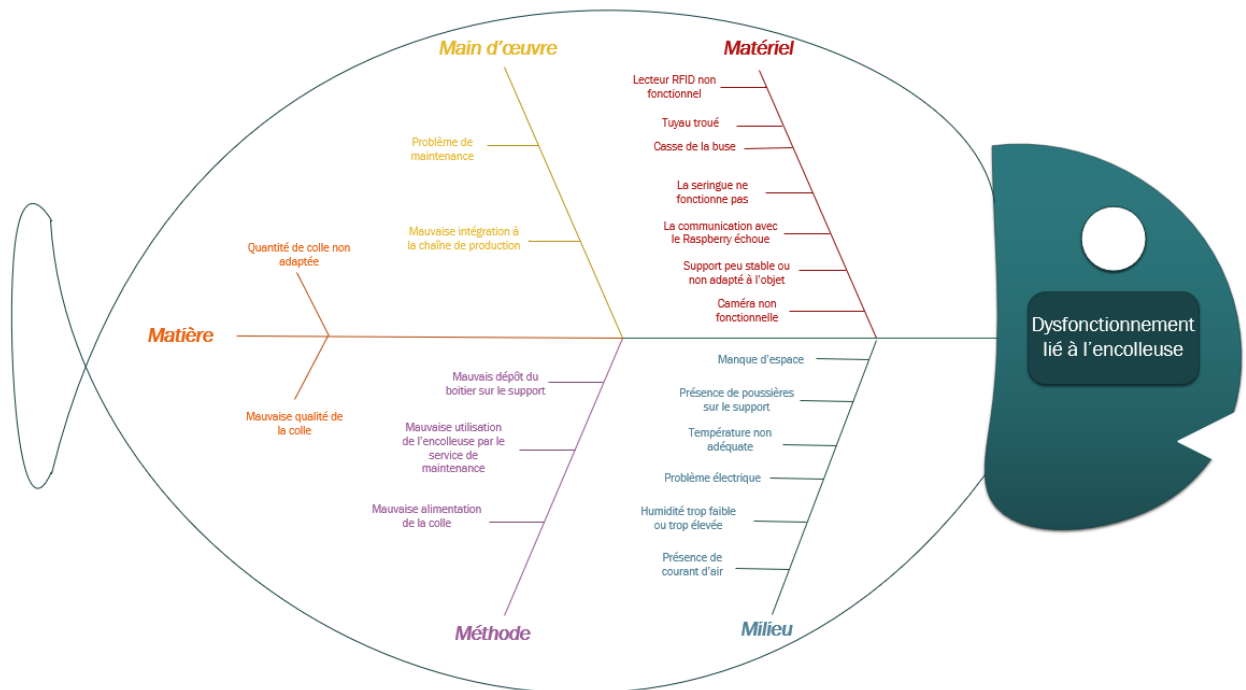 Main d'œuvre
Problème de
maintenance
Mauvaise intégration à
la chaîne de production
Matériel
Lecteur RFID non
fonctionnel
Tuyau troué
Casse de la buse
La seringue ne
fonctionne pas
La communication avec
le Raspberry échoue
Support peu stable ou
non adapté à l'objet
Caméra non
fonctionnelle
Matière
Quantité de colle non
adaptée
Mauvaise qualité de
la colle
Méthode
Mauvais dépôt du
boitier sur le support
Mauvaise utilisation
de l'encolleuse par le
service de
maintenance
Mauvaise alimentation
de la colle
Milieu
Manque d'espace
Présence de poussières
sur le support
Température non
adéquate
Problème électrique
Humidité trop faible
ou trop élevée
Présence de
courant d'air
Dysfonctionnement
lié à l'encolleuse